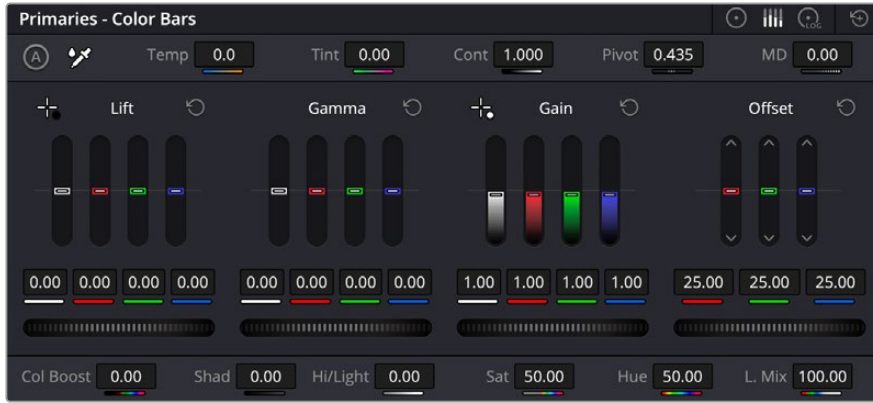 Primaries - Color Bars
LOG
A Temp 0.0 Tint 0.00 Cont 1.000 Pivot 0.435 MD 0.00
Lift Gamma Gain Offset
0.00 0.00 0.00 0.00 0.00 0.00 0.00 0.00 1.00 1.00 1.00 1.00 25.00 25.00 25.00
Col Boost 0.00 Shad 0.00 Hi/Light 0.00 Sat 50.00 Hue 50.00 L. Mix 100.00